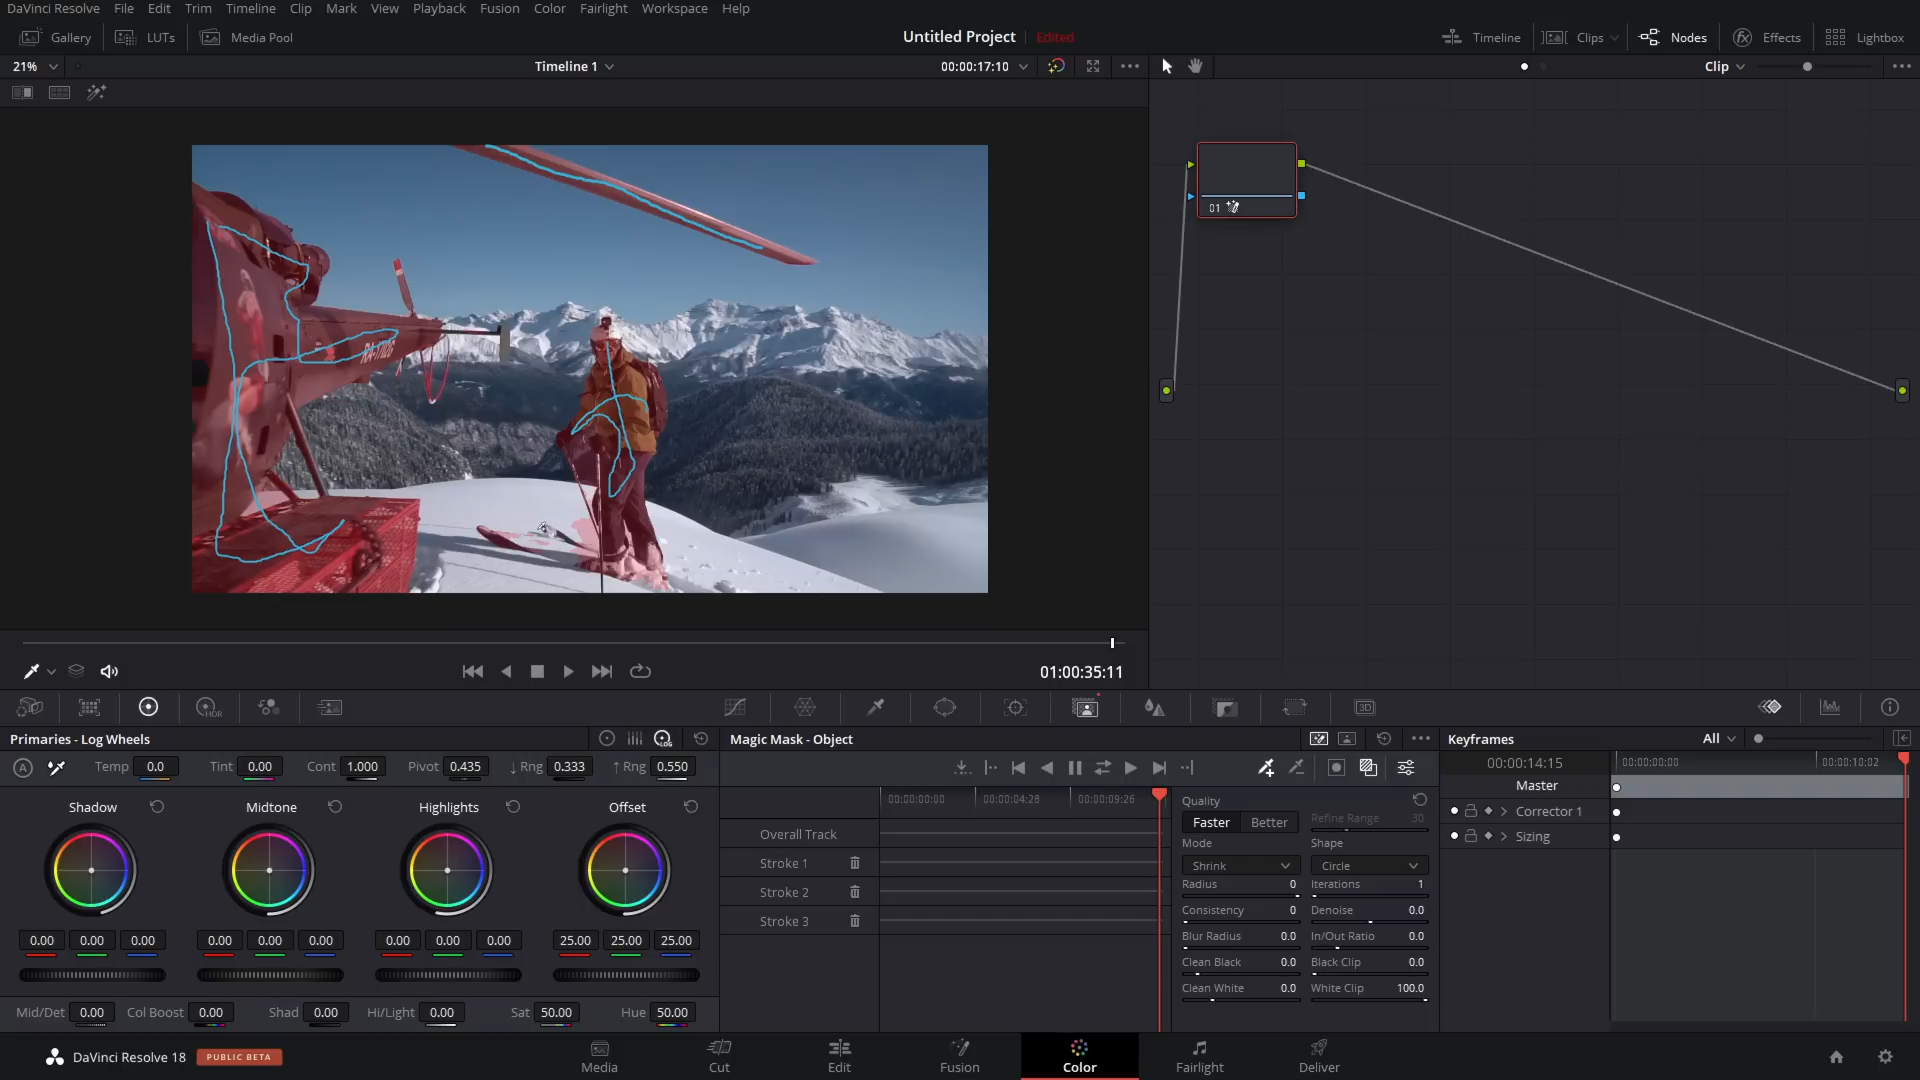 DaVinci Resolve File Edit Trim Timeline Clip Mark View Playback Fusion Color Fairlight Workspace Help
Gallery LUTs Media Pool Untitled Project Edited Timeline Clips Nodes Effects Lightbox
21% Timeline 1 00:00:17:10 Clip
01
01:00:35:11
HDR 3D
Primaries - Log Wheels LOG Magic Mask - Object Keyframes All
A Temp 0.0 Tint 0.00 Cont 1.000 Pivot 0.435 ↓ Rng 0.333 ↑ Rng 0.550
00:00:14:15 00:00:00:00 00:00:10:02
Master
Shadow Midtone Highlights Offset
00:00:00:00 00:00:04:28 00:00:09:26
Quality
Faster Better Refine Range 30
Corrector 1
Sizing
Overall Track
Stroke 1
Stroke 2
Stroke 3
Mode Shape
Shrink Circle
Radius 0 Iterations 1
Consistency 0 Denoise 0.0
Blur Radius 0.0 In/Out Ratio 0.0
Clean Black 0.0 Black Clip 0.0
Clean White 0.0 White Clip 100.0
0.00 0.00 0.00 0.00 0.00 0.00 0.00 0.00 0.00 25.00 25.00 25.00
Mid/Det 0.00 Col Boost 0.00 Shad 0.00 Hi/Light 0.00 Sat 50.00 Hue 50.00
DaVinci Resolve 18 PUBLIC BETA
Media Cut Edit Fusion Color Fairlight Deliver